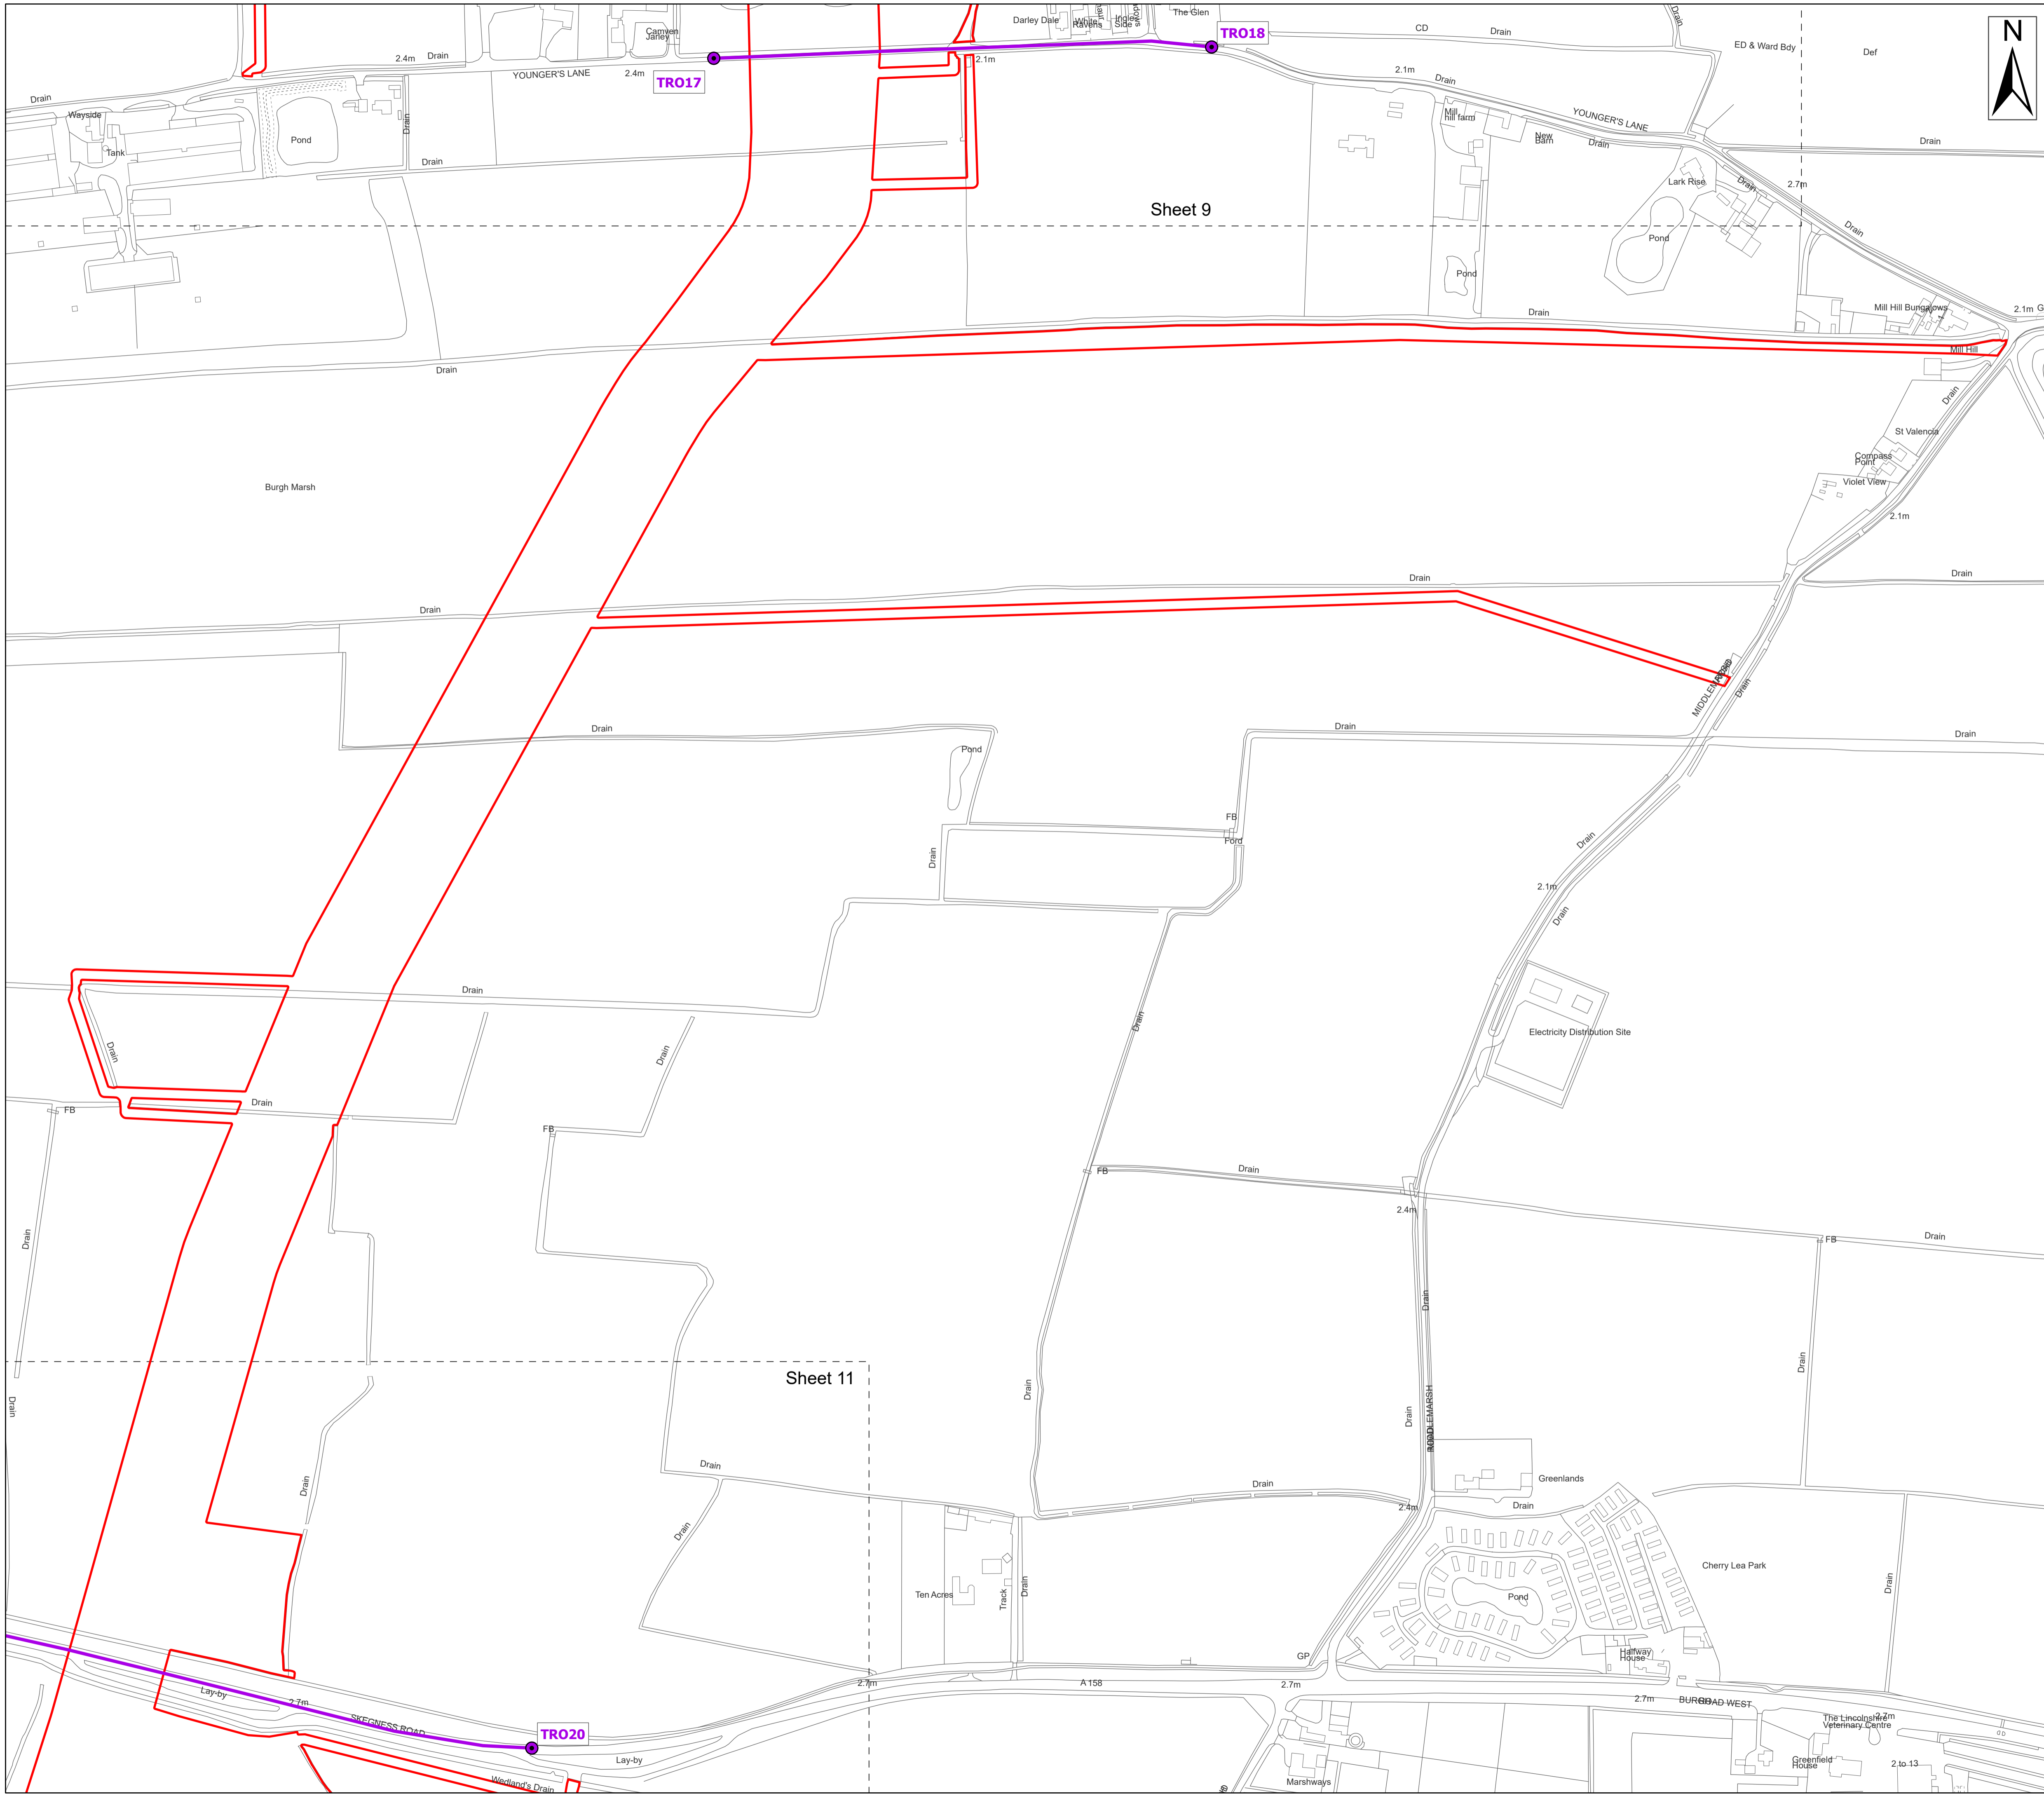 The Glen
Darley Dale
White
Ravens
Ingle
Side
Camven
Jarley
TRO18
CD
Drain
Drain
ED & Ward Bdy
Def
N
2.4m
Drain
YOUNGER'S LANE
2.4m
TRO17
2.1m
2.1m
Drain
YOUNGER'S LANE
Drain
Wayside
Tank
Pond
Drain
Drain
Mill
hill farm
New
Barn
Drain
Drain
Lark Rise
Drain
2.7m
Sheet 9
Pond
Drain
Pond
Drain
Mill Hill Bungalows
2.1m
G
Mill Hill
Drain
Drain
St Valencia
Compass
Point
Violet View
2.1m
Burgh Marsh
Drain
Drain
Drain
Drain
Drain
Pond
Drain
Drain
FB
Ford
Drain
Drain
2.1m
Drain
Drain
Drain
Drain
Drain
Electricity Distribution Site
FB
Drain
FB
FB
Drain
2.4m
Drain
FB
Drain
Drain
Drain
Sheet 11
Drain
Drain
Drain
MIDDLEMARSH
ROAD
Drain
Drain
Drain
Drain
Drain
Greenlands
2.4m
Drain
Cherry Lea Park
Pond
Drain
Ten Acres
Track
Drain
GP
Halfway
House
2.7m
A 158
2.7m
2.7m
Lay-by
2.7m
SKEGNESS ROAD
TRO20
Lay-by
Wedland's Drain
Marshways
The Lincolnshire
Veterinary Centre
2.7m
Greenfield
House
2 to 13